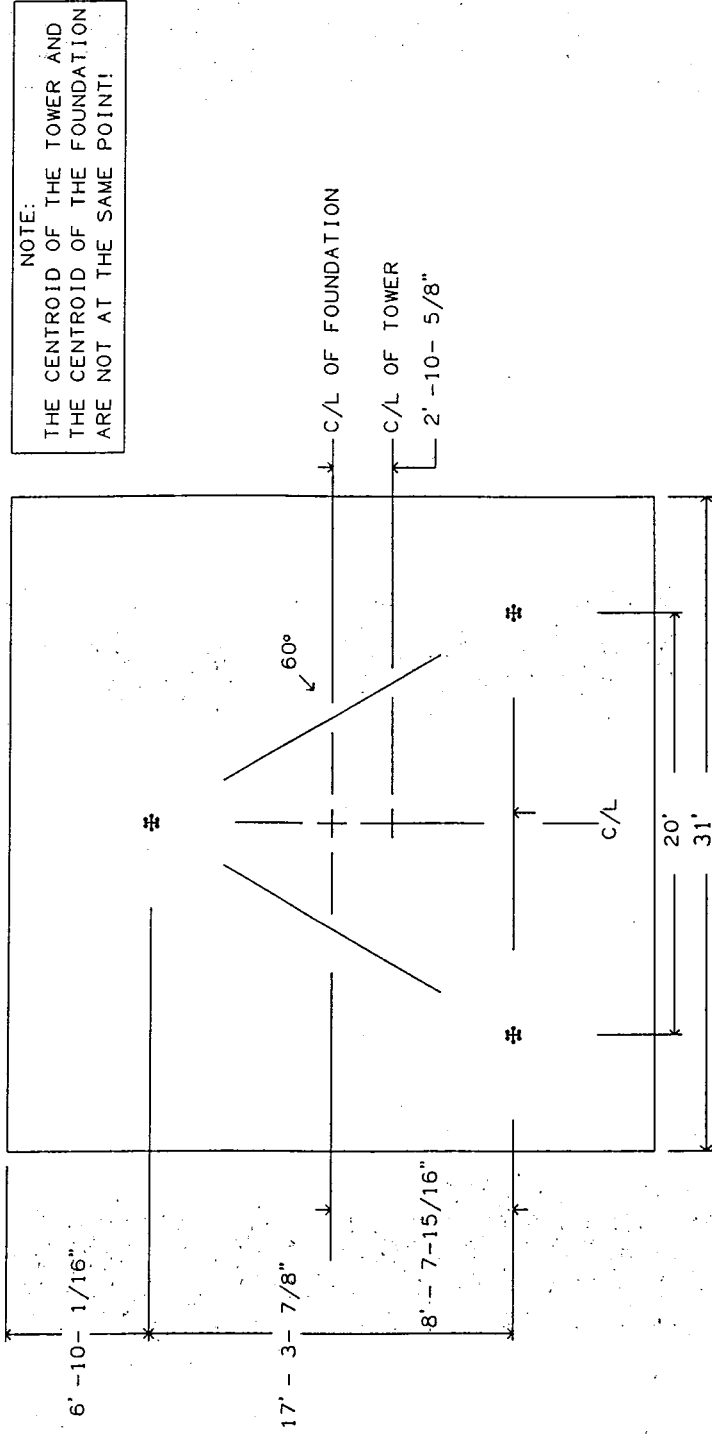 NOTE:
THE CENTROID OF THE TOWER AND
THE CENTROID OF THE FOUNDATION
ARE NOT AT THE SAME POINT!
6' -10- 1/16"
17' - 3- 7/8"
8' - 7-15/16"
60°
C/L OF FOUNDATION
C/L OF TOWER
2' -10- 5/8"
C/L
20'
31'